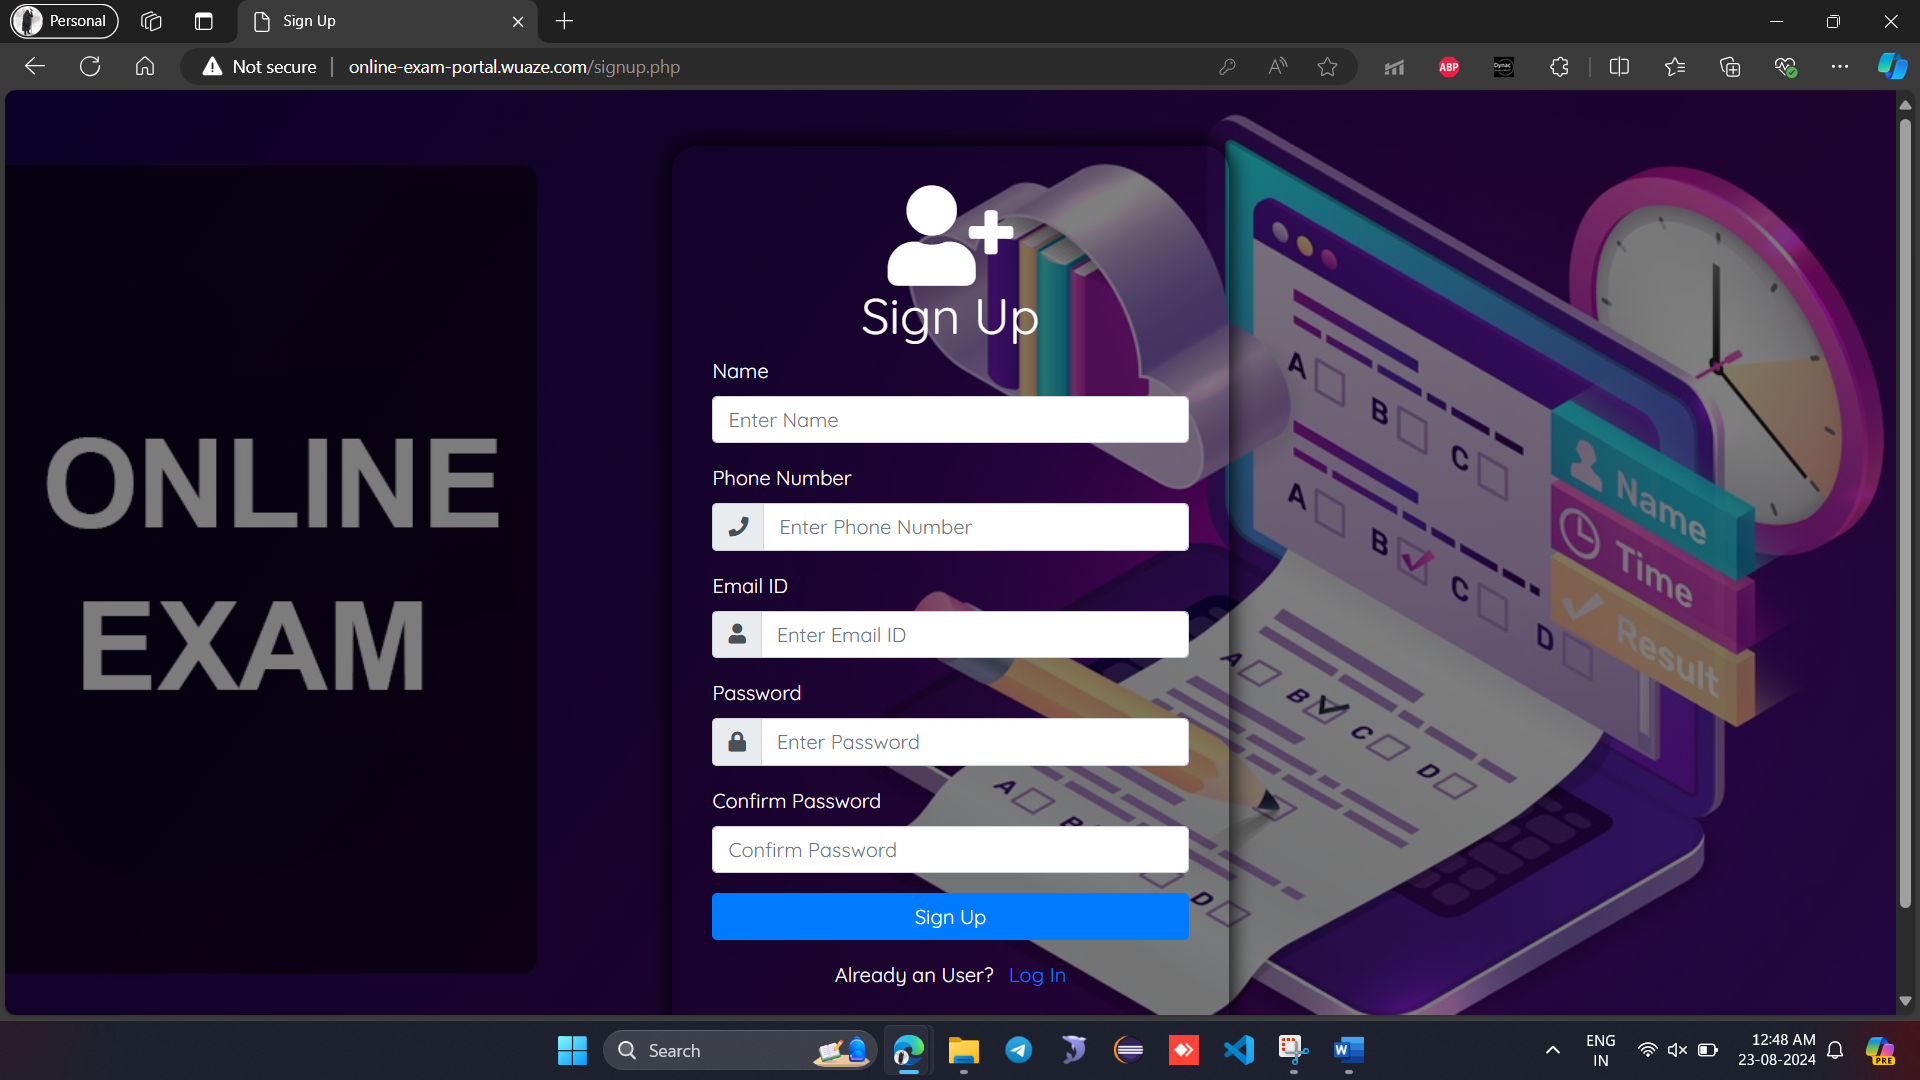 Personal
Sign Up
Not secure
online-exam-portal.wuaze.com/signup.php
ABP
ONLINE
EXAM
Sign Up
Name
Enter Name
Phone Number
Enter Phone Number
Email ID
Enter Email ID
Password
Enter Password
Confirm Password
Confirm Password
Sign Up
Already an User? Log In
A
B
C
A
B
C
D
Name
Time
Result
A
B
C
D
A
B
D
Search
ENG
IN
12:48 AM
23-08-2024
PRE